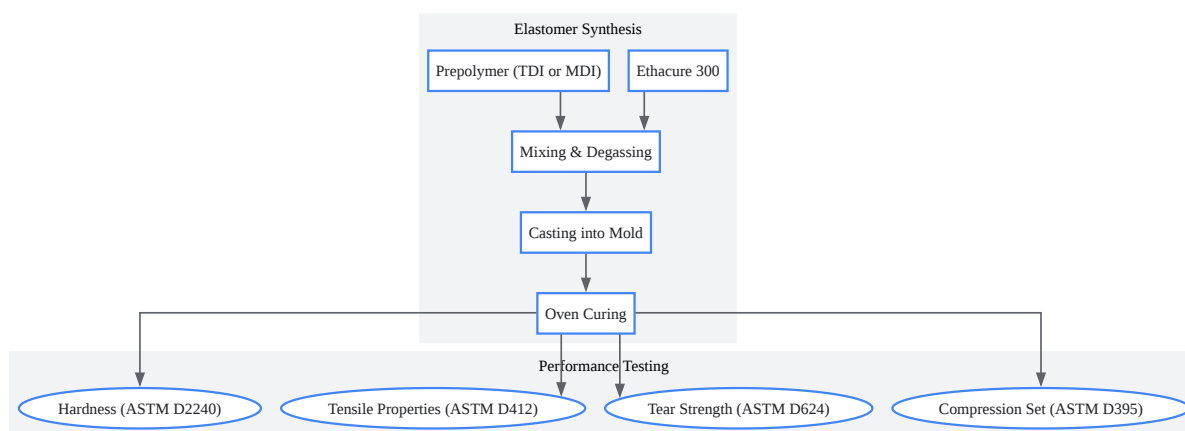 Elastomer Synthesis
Prepolymer (TDI or MDI)
Ethacure 300
Mixing & Degassing
Casting into Mold
Oven Curing
Performance Testing
Hardness (ASTM D2240)
Tensile Properties (ASTM D412)
Tear Strength (ASTM D624)
Compression Set (ASTM D395)